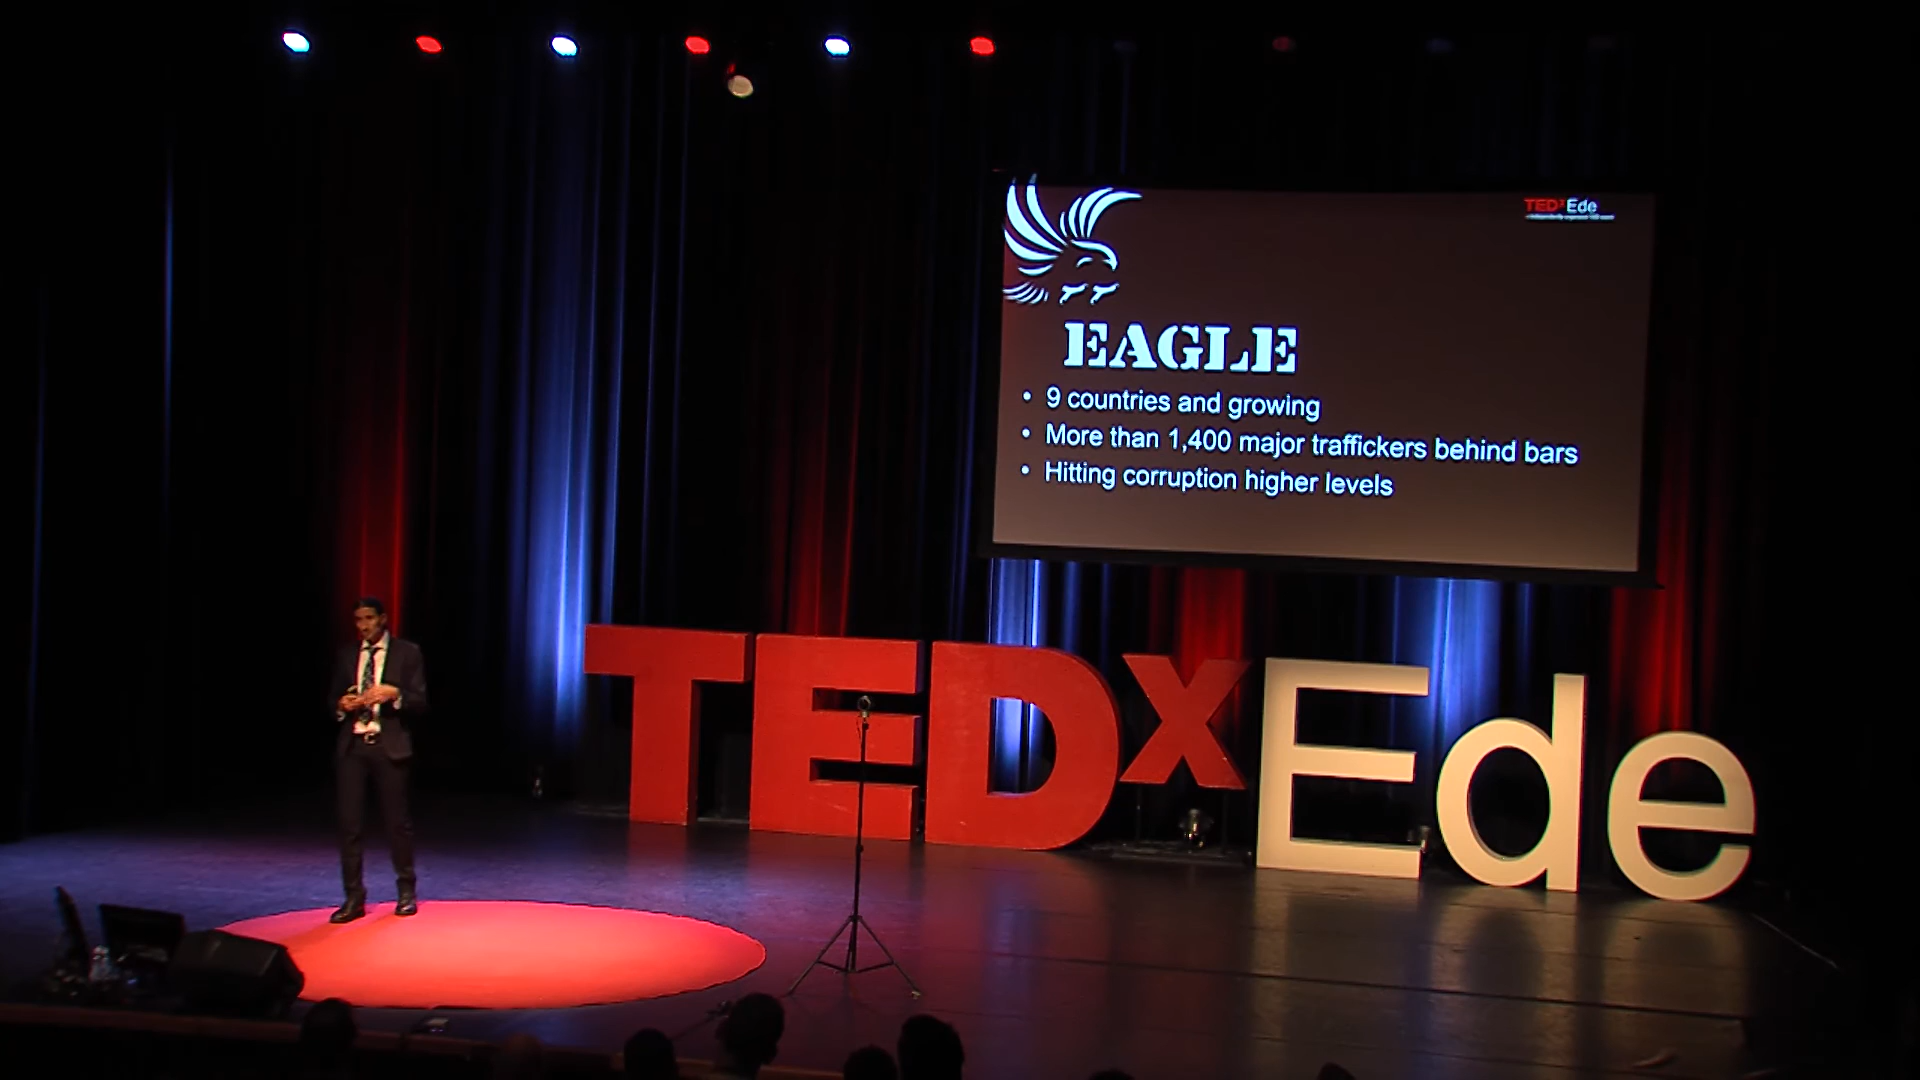 TEDxEde
EAGLE
• 9 countries and growing
• More than 1,400 major traffickers behind bars
• Hitting corruption higher levels
TEDxEde